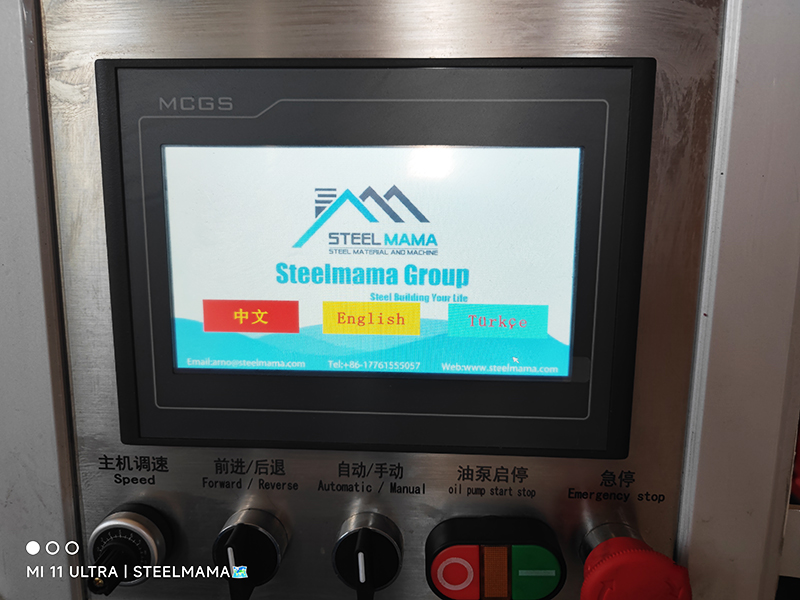 MCGS
STEEL MAMA
STEEL MATERIAL AND MACHINE
Steelmama Group
Steel Building Your Life
中文
English
Türkçe
Email:arno@steelmama.com
Tel:+86-17761555057
Web:www.steelmama.com
主机调速
Speed
前进/后退
Forward / Reverse
自动/手动
Automatic / Manual
油泵启停
oil pump start stop
急停
Emergency stop
MI 11 ULTRA | STEELMAMA